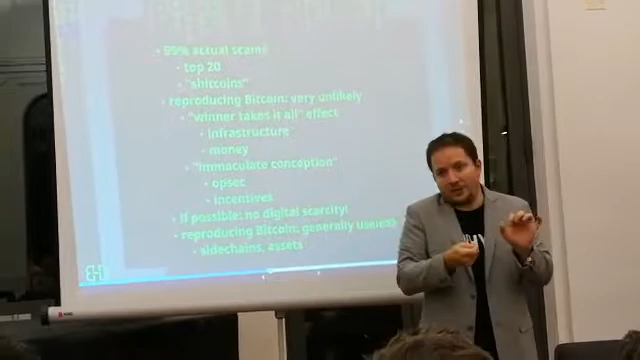 - 99% actual scams
- top 20
- "shitcoins"
- reproducing Bitcoin: very unlikely
- "winner takes it all" effect
- infrastructure
- money
- "immaculate conception"
- opsec
- incentives
- if possible: no digital scarcity!
- reproducing Bitcoin: generally useless
- sidechains, assets